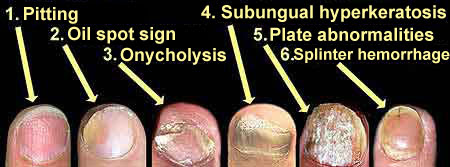 1. Pitting
2. Oil spot sign
3. Onycholysis
4. Subungual hyperkeratosis
5. Plate abnormalities
6. Splinter hemorrhage